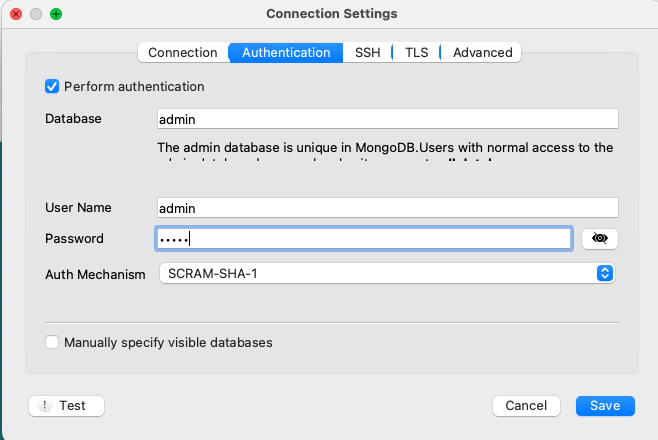 Connection Settings
Connection Authentication SSH TLS Advanced
Perform authentication
Database admin
The admin database is unique in MongoDB.Users with normal access to the
User Name admin
Password •••••
Auth Mechanism SCRAM-SHA-1
Manually specify visible databases
! Test Cancel Save